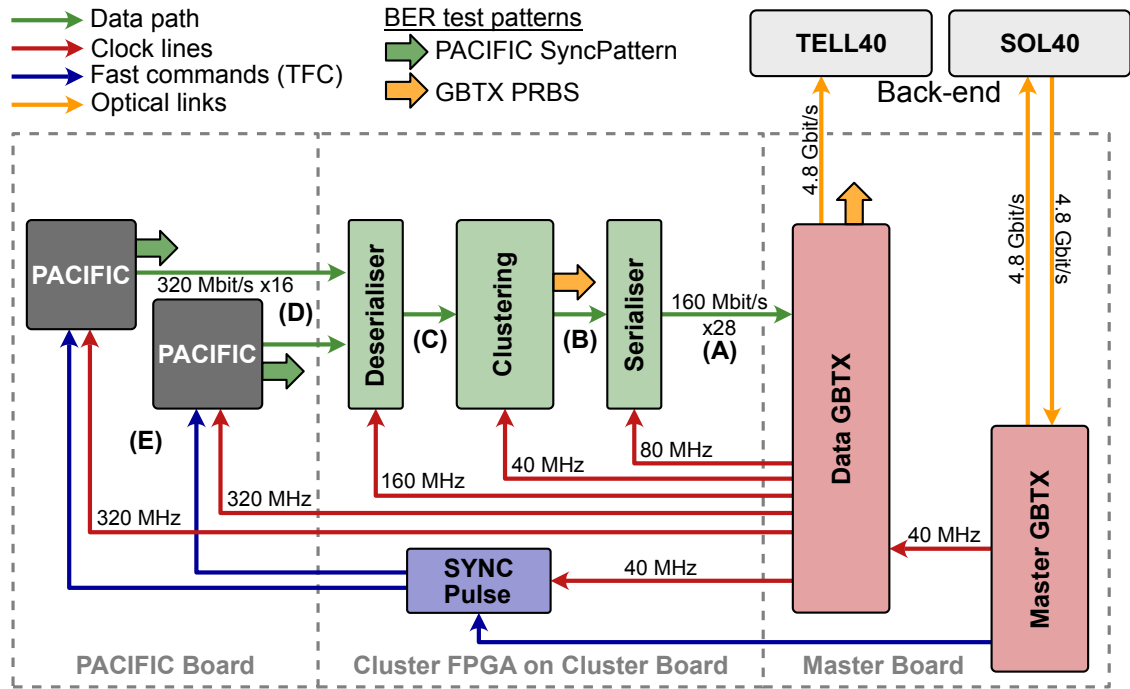 Data path
Clock lines
Fast commands (TFC)
Optical links
BER test patterns
PACIFIC SyncPattern
GBTX PRBS
TELL40
SOL40
Back-end
4.8 Gbit/s
4.8 Gbit/s
4.8 Gbit/s
PACIFIC
320 Mbit/s x16
(D)
PACIFIC
(E)
Deserialiser
(C)
Clustering
(B)
Serialiser
160 Mbit/s
x28
(A)
Data GBTX
Master GBTX
80 MHz
40 MHz
160 MHz
320 MHz
320 MHz
40 MHz
40 MHz
SYNC
Pulse
PACIFIC Board
Cluster FPGA on Cluster Board
Master Board